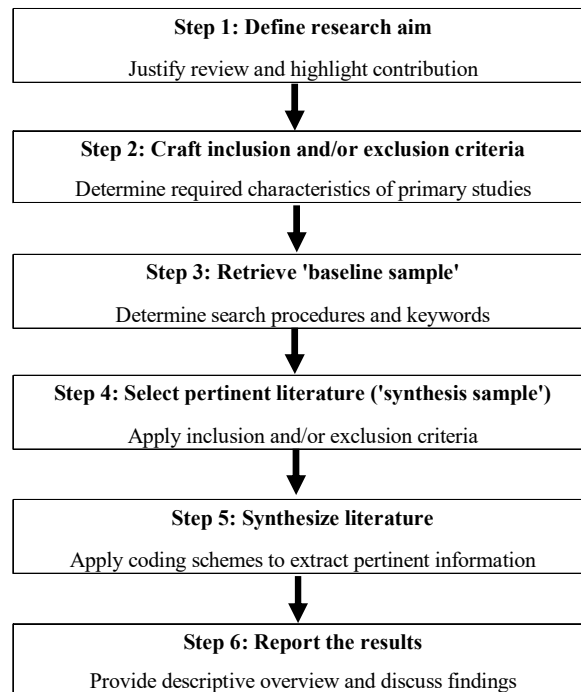 Step 1: Define research aim
Justify review and highlight contribution
Step 2: Craft inclusion and/or exclusion criteria
Determine required characteristics of primary studies
Step 3: Retrieve 'baseline sample'
Determine search procedures and keywords
Step 4: Select pertinent literature ('synthesis sample')
Apply inclusion and/or exclusion criteria
Step 5: Synthesize literature
Apply coding schemes to extract pertinent information
Step 6: Report the results
Provide descriptive overview and discuss findings